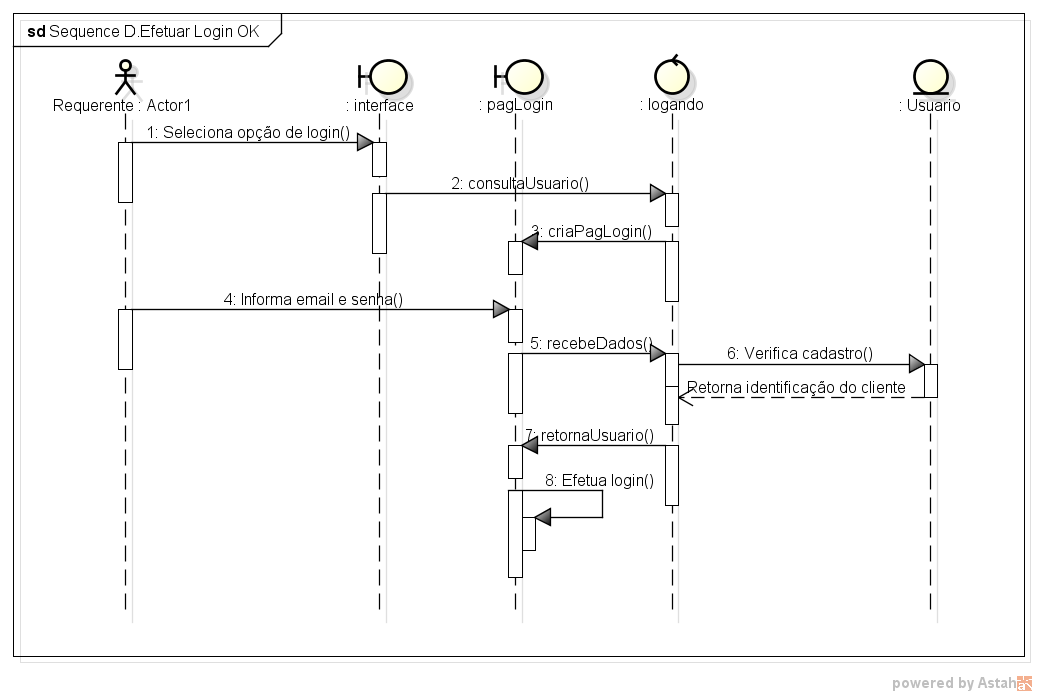 sd Sequence D.Efetuar Login OK
Requerente : Actor1
: interface
: pagLogin
: logando
: Usuario
1: Seleciona opção de login()
2: consultaUsuario()
3: criaPagLogin()
4: Informa email e senha()
5: recebeDados()
6: Verifica cadastro()
Retorna identificação do cliente
7: retornaUsuario()
8: Efetua login()
powered by Astah